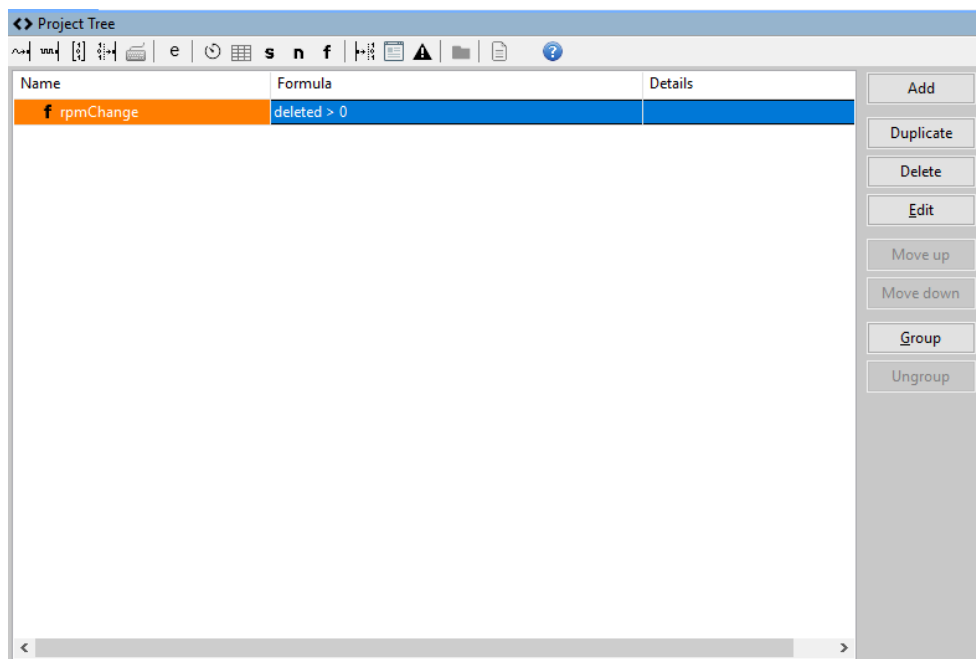 Project Tree
e s n f
Name Formula Details
f rpmChange deleted > 0
Add
Duplicate
Delete
Edit
Move up
Move down
Group
Ungroup